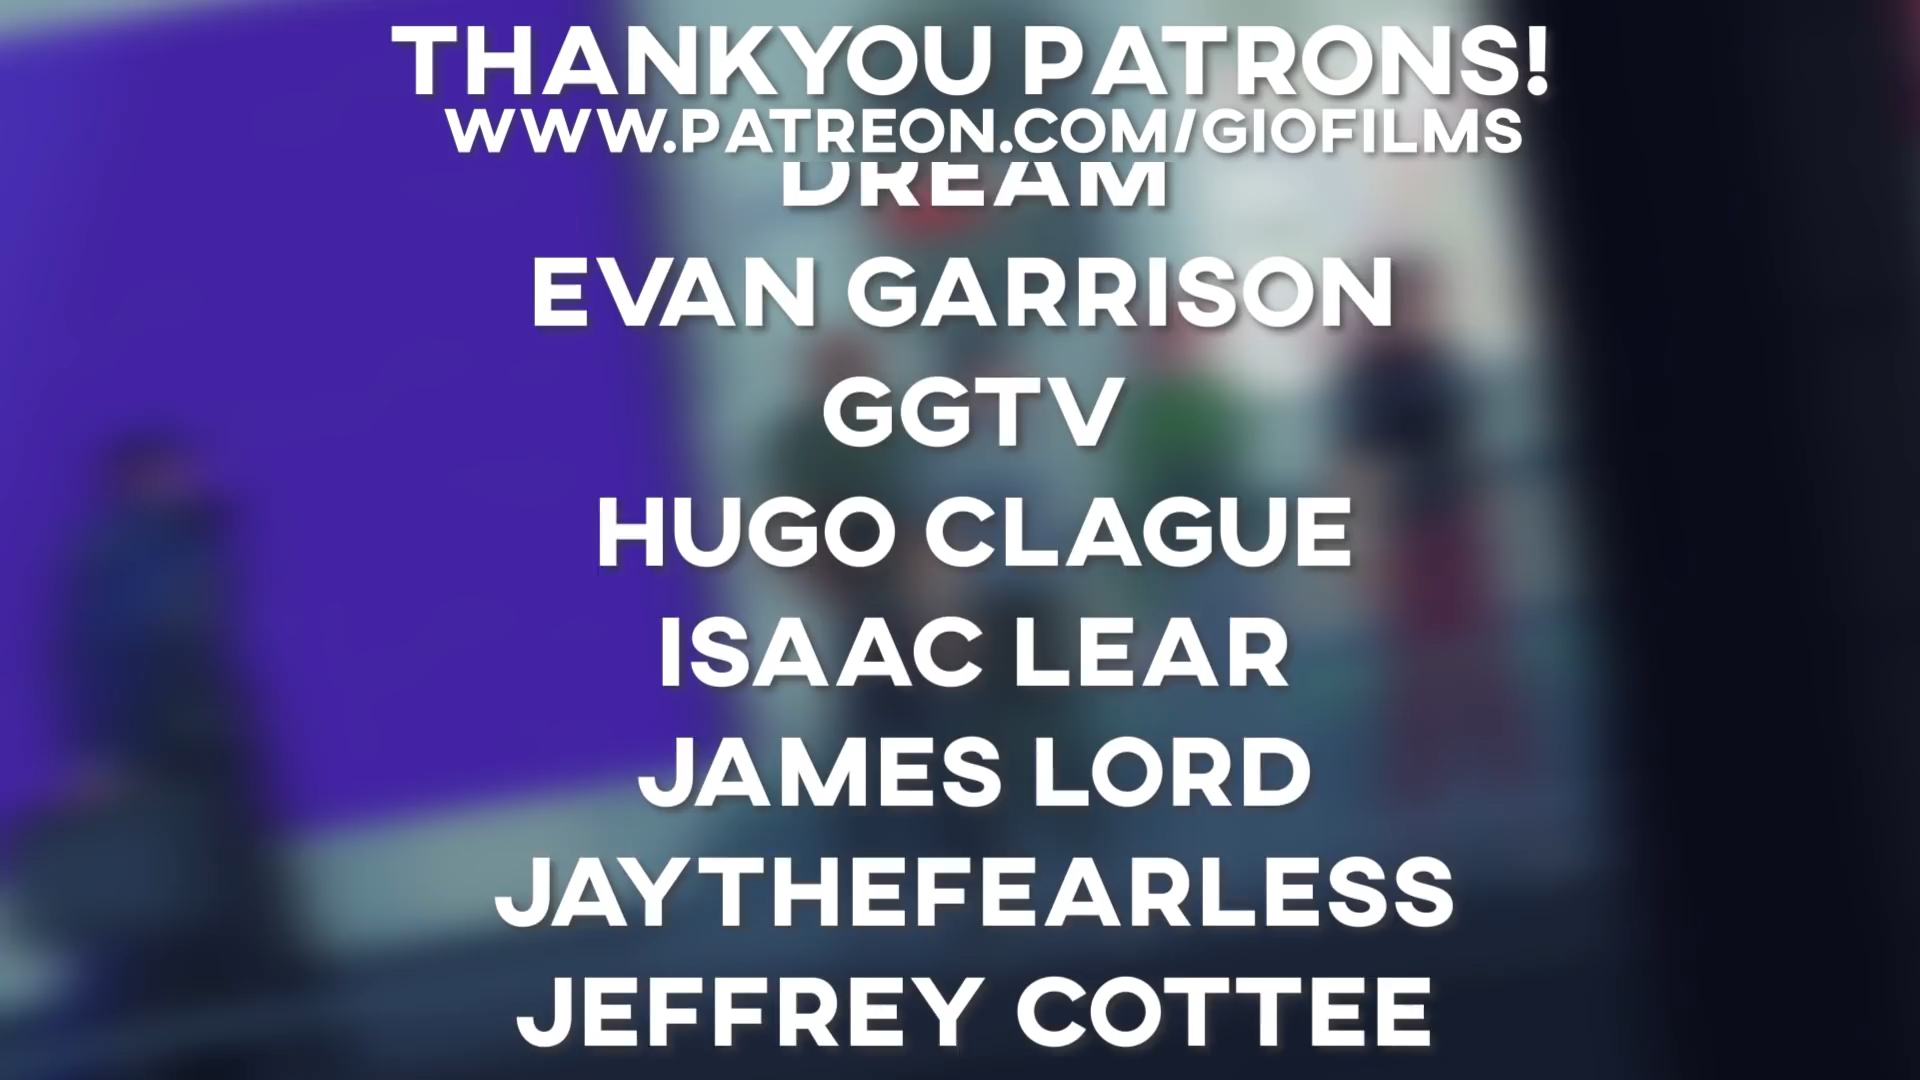 THANKYOU PATRONS!
WWW.PATREON.COM/GIOFILMS
DREAM
EVAN GARRISON
GGTV
HUGO CLAGUE
ISAAC LEAR
JAMES LORD
JAYTHEFEARLESS
JEFFREY COTTEE